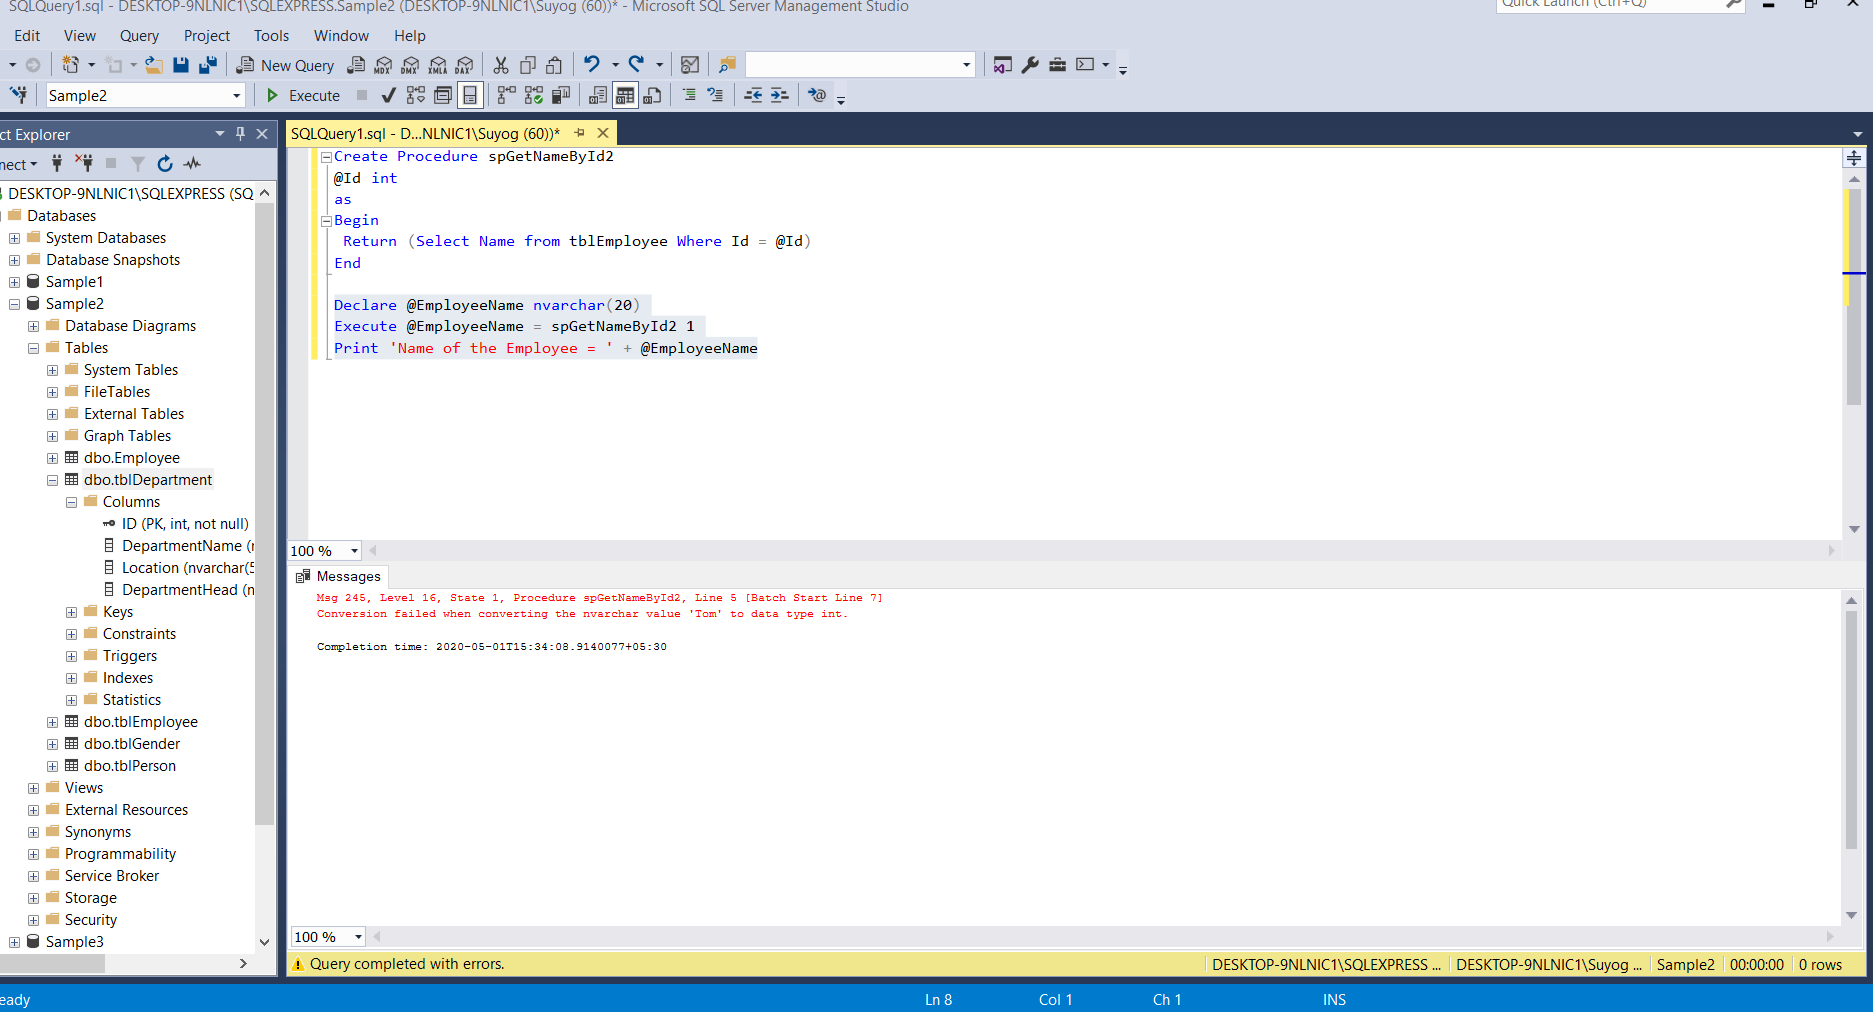 SQLQuery1.sql - DESKTOP-9NLNIC1\SQLEXPRESS.Sample2 (DESKTOP-9NLNIC1\Suyog (60))* - Microsoft SQL Server Management Studio
Quick Launch (Ctrl+Q)
Edit View Query Project Tools Window Help
New Query MDX DMX XMLA DAX
Sample2 Execute
ct Explorer
SQLQuery1.sql - D...NLNIC1\Suyog (60))*
nect
DESKTOP-9NLNIC1\SQLEXPRESS (SQ
Databases
System Databases
Database Snapshots
Sample1
Sample2
Database Diagrams
Tables
System Tables
FileTables
External Tables
Graph Tables
dbo.Employee
dbo.tblDepartment
Columns
ID (PK, int, not null)
DepartmentName (n
Location (nvarchar(5
DepartmentHead (n
Keys
Constraints
Triggers
Indexes
Statistics
dbo.tblEmployee
dbo.tblGender
dbo.tblPerson
Views
External Resources
Synonyms
Programmability
Service Broker
Storage
Security
Sample3
Create Procedure spGetNameById2
@Id int
as
Begin
Return (Select Name from tblEmployee Where Id = @Id)
End
Declare @EmployeeName nvarchar(20)
Execute @EmployeeName = spGetNameById2 1
Print 'Name of the Employee = ' + @EmployeeName
100 %
Messages
Msg 245, Level 16, State 1, Procedure spGetNameById2, Line 5 [Batch Start Line 7]
Conversion failed when converting the nvarchar value 'Tom' to data type int.
Completion time: 2020-05-01T15:34:08.9140077+05:30
100 %
Query completed with errors.
DESKTOP-9NLNIC1\SQLEXPRESS ... DESKTOP-9NLNIC1\Suyog ... Sample2 00:00:00 0 rows
eady Ln 8 Col 1 Ch 1 INS